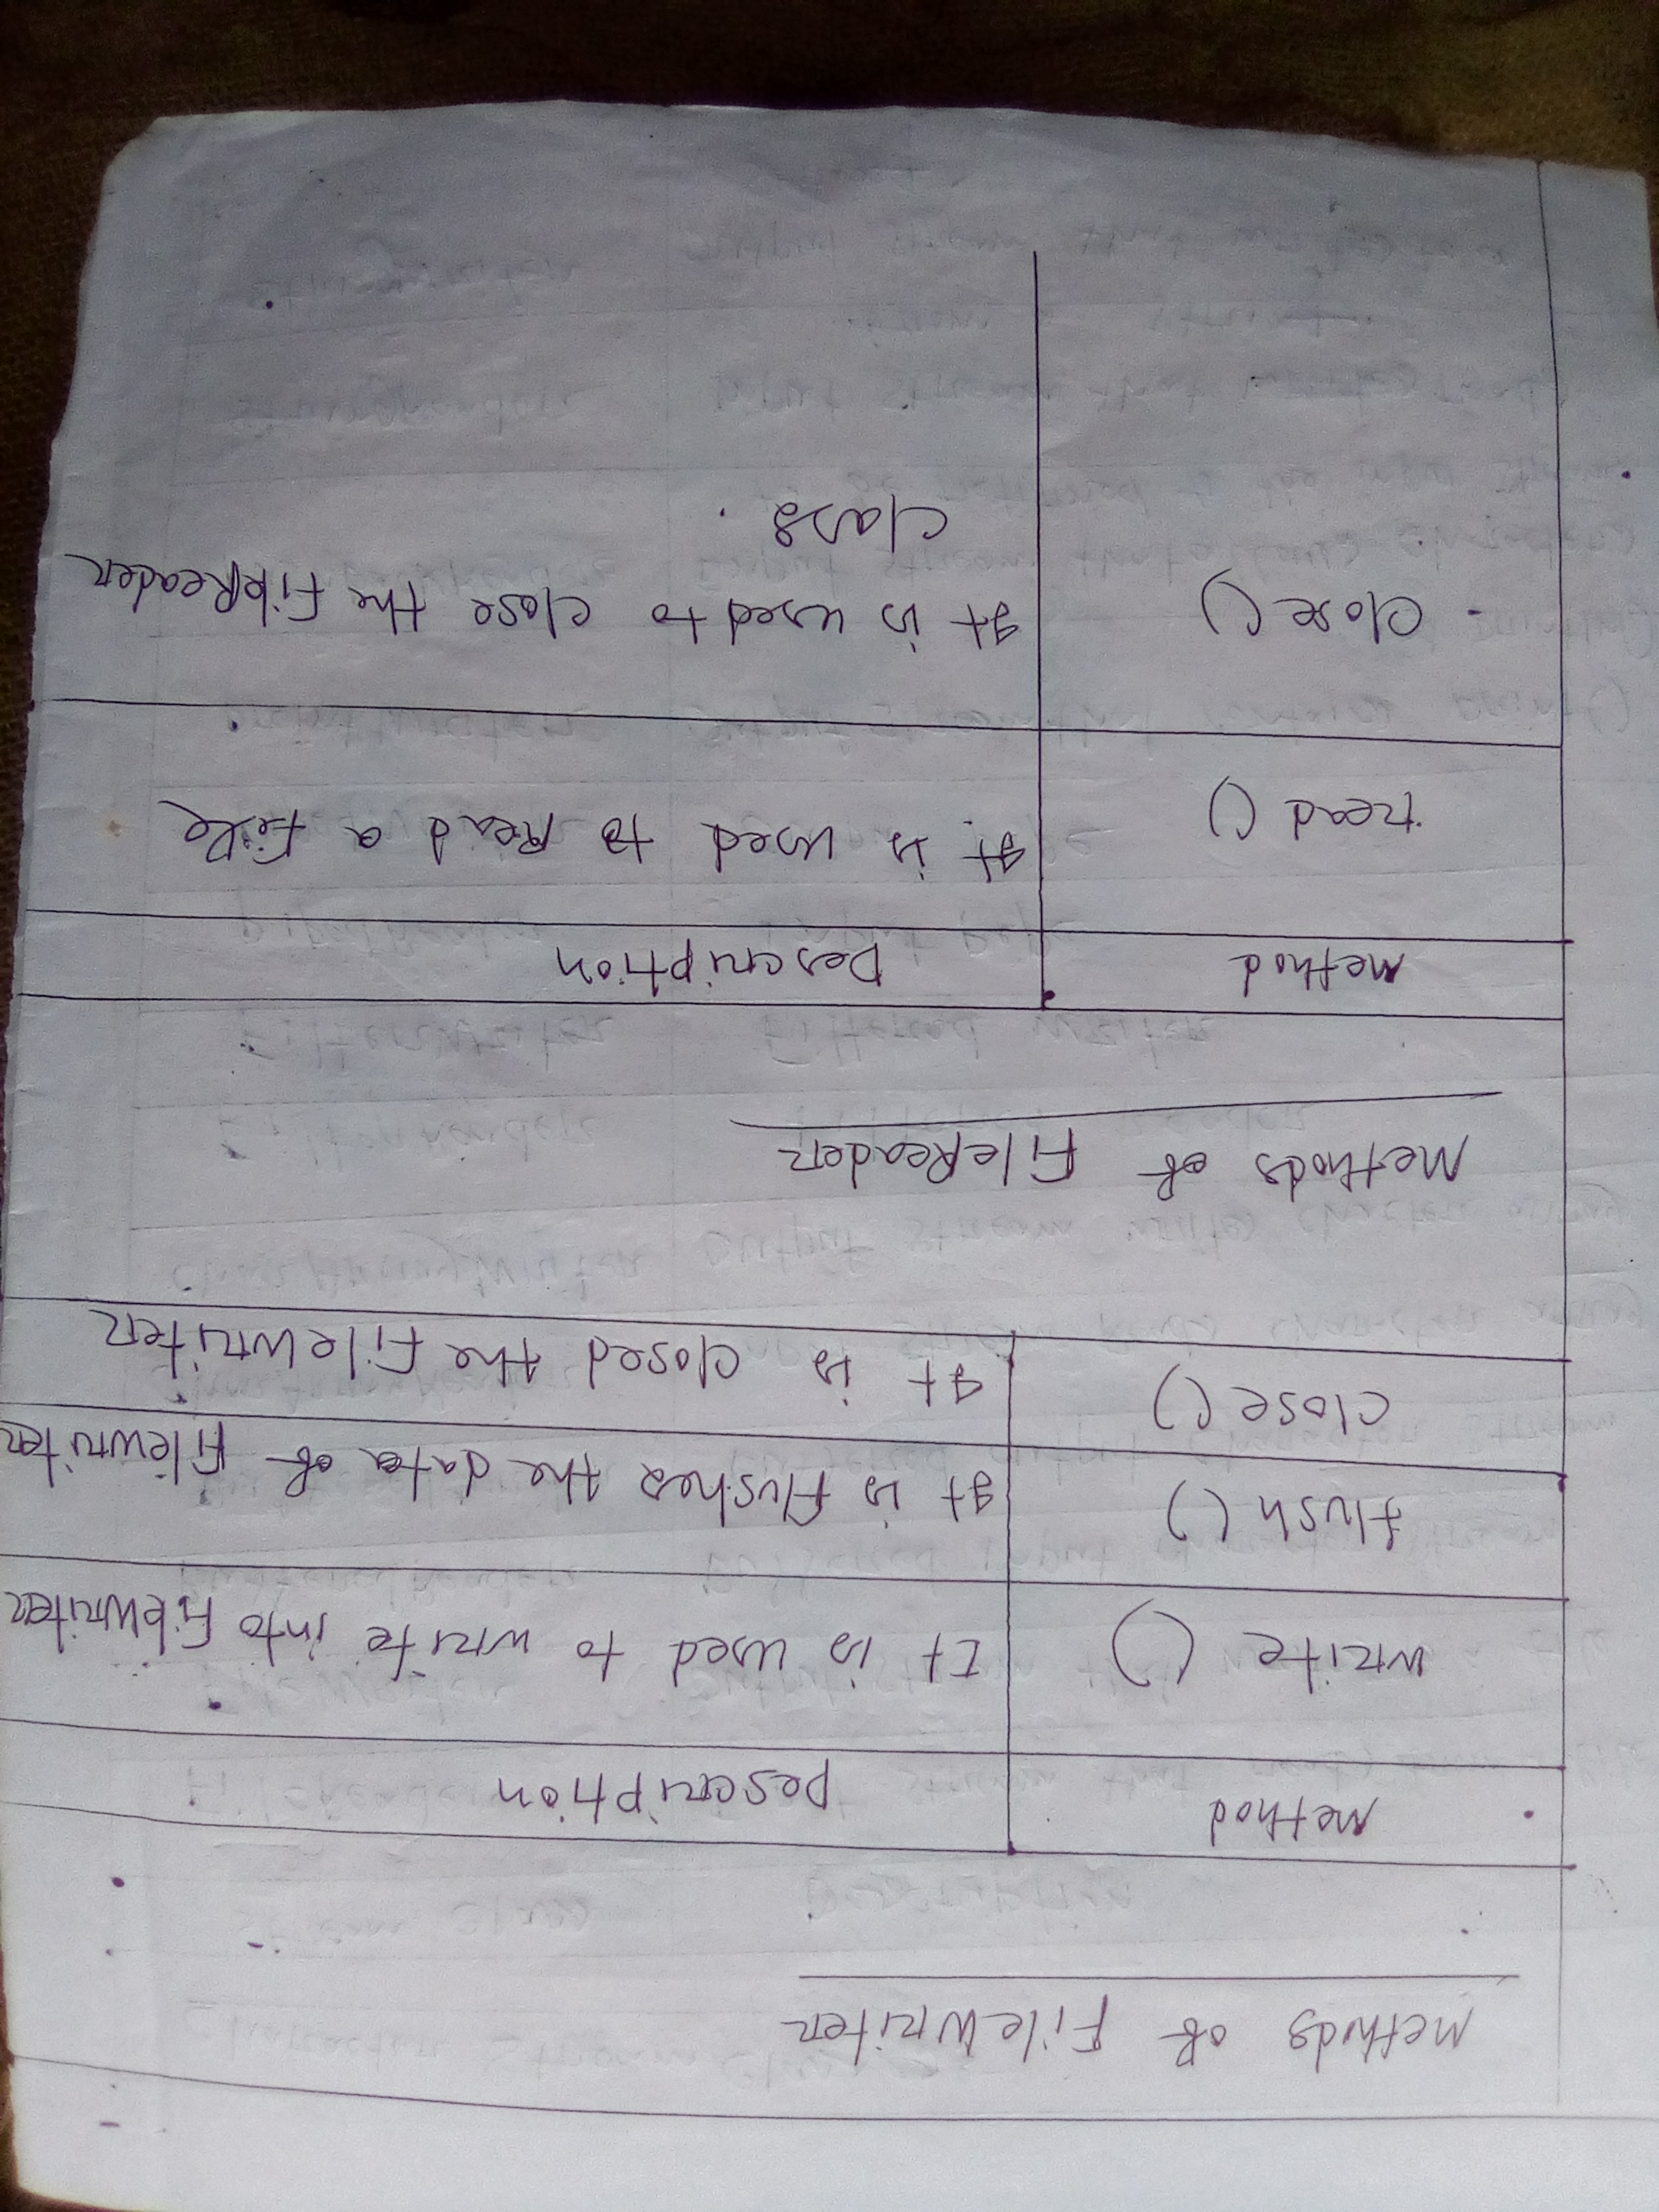 Methods of FileWriter
Method Description
write () It is used to write into FileWriter
flush () It is flushes the data of Filewriter
close () It is closed the FileWriter
Methods of FileReader
Method Description
read () It is used to Read a File
Close () It is used to close the FileReader
class .